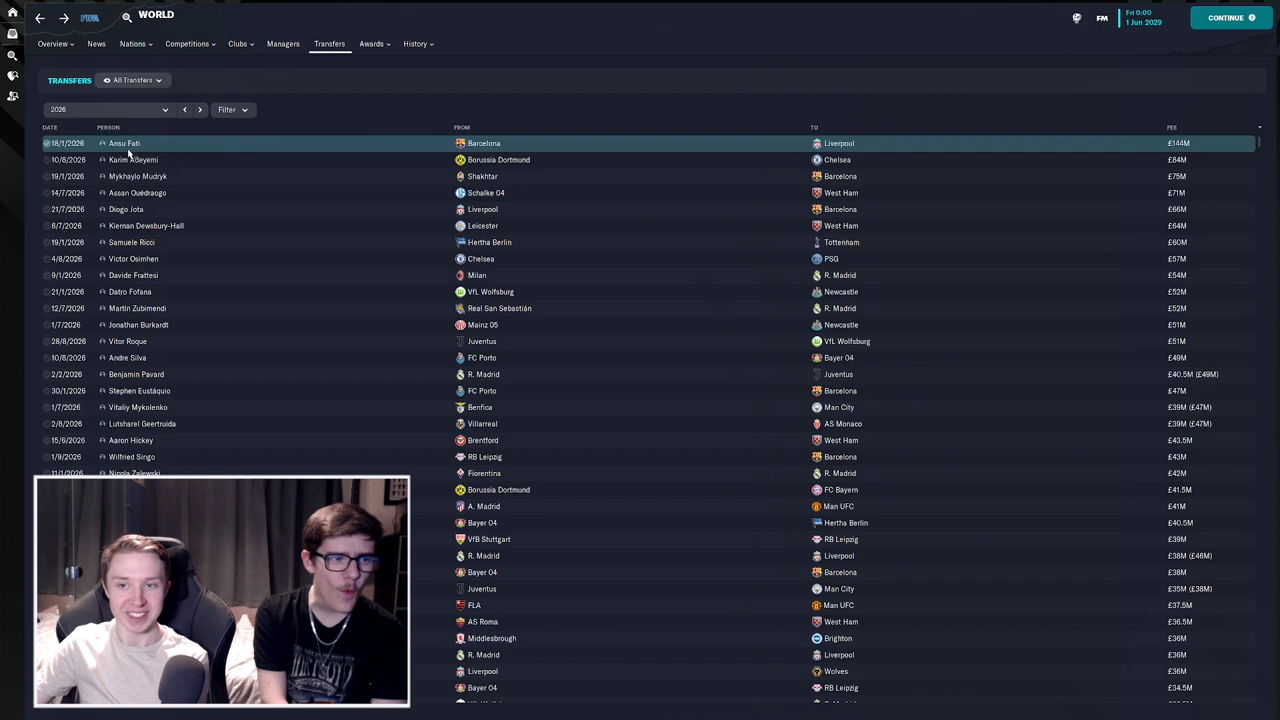 FIFA WORLD Fri 0:00 FM 1 Jun 2029 CONTINUE
Overview News Nations Competitions Clubs Managers Transfers Awards History
TRANSFERS All Transfers
2026 Filter
DATE PERSON FROM TO FEE
18/1/2026 Ansu Fati Barcelona Liverpool £144M
10/8/2026 Karim Adeyemi Borussia Dortmund Chelsea £84M
19/1/2026 Mykhaylo Mudryk Shakhtar Barcelona £75M
14/7/2026 Assan Ouédraogo Schalke 04 West Ham £71M
21/7/2026 Diogo Jota Liverpool Barcelona £66M
6/7/2026 Kiernan Dewsbury-Hall Leicester West Ham £64M
19/1/2026 Samuele Ricci Hertha Berlin Tottenham £60M
4/8/2026 Victor Osimhen Chelsea PSG £57M
9/1/2026 Davide Frattesi Milan R. Madrid £54M
21/1/2026 Datro Fofana VfL Wolfsburg Newcastle £52M
12/7/2026 Martín Zubimendi Real San Sebastián R. Madrid £52M
1/7/2026 Jonathan Burkardt Mainz 05 Newcastle £51M
28/8/2026 Vitor Roque Juventus VfL Wolfsburg £51M
10/8/2026 Andre Silva FC Porto Bayer 04 £49M
2/2/2026 Benjamin Pavard R. Madrid Juventus £40.5M (£49M)
30/1/2026 Stephen Eustáquio FC Porto Barcelona £47M
1/7/2026 Vitaliy Mykolenko Benfica Man City £39M (£47M)
2/8/2026 Lutsharel Geertruida Villarreal AS Monaco £39M (£47M)
15/6/2026 Aaron Hickey Brentford West Ham £43.5M
1/9/2026 Wilfried Singo RB Leipzig Barcelona £43M
11/1/2026 Nicola Zalewski Fiorentina R. Madrid £42M
Borussia Dortmund FC Bayern £41.5M
A. Madrid Man UFC £41M
Bayer 04 Hertha Berlin £40.5M
VfB Stuttgart RB Leipzig £39M
R. Madrid Liverpool £38M (£46M)
Bayer 04 Barcelona £38M
Juventus Man City £35M (£38M)
FLA Man UFC £37.5M
AS Roma West Ham £36.5M
Middlesbrough Brighton £36M
R. Madrid Liverpool £36M
Liverpool Wolves £36M
Bayer 04 RB Leipzig £34.5M